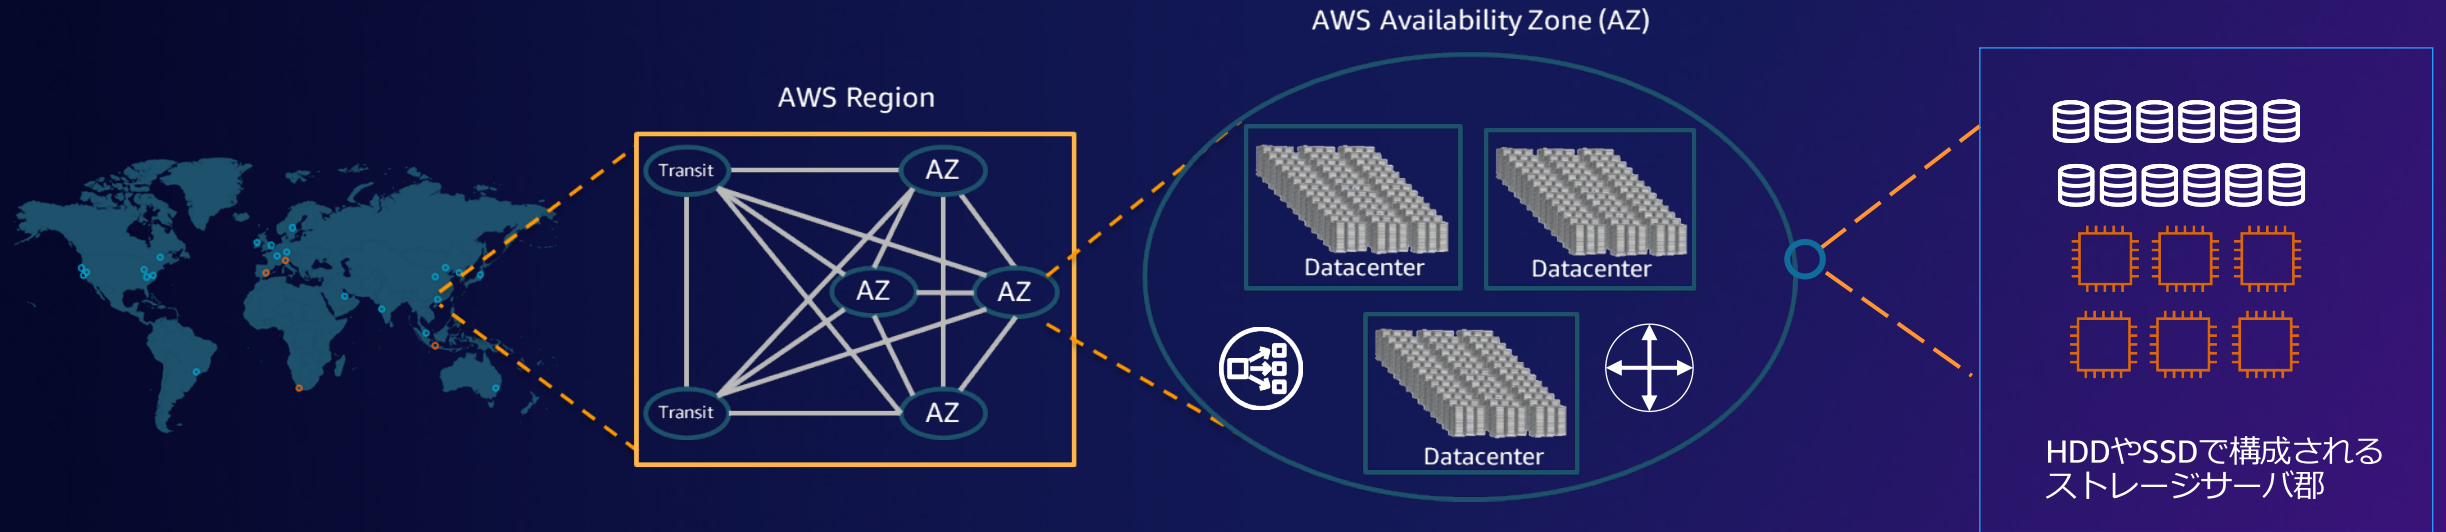 AWS Availability Zone (AZ)
AWS Region
Transit
AZ
AZ
AZ
Transit
AZ
Datacenter
Datacenter
Datacenter
HDDやSSDで構成される
ストレージサーバ郡